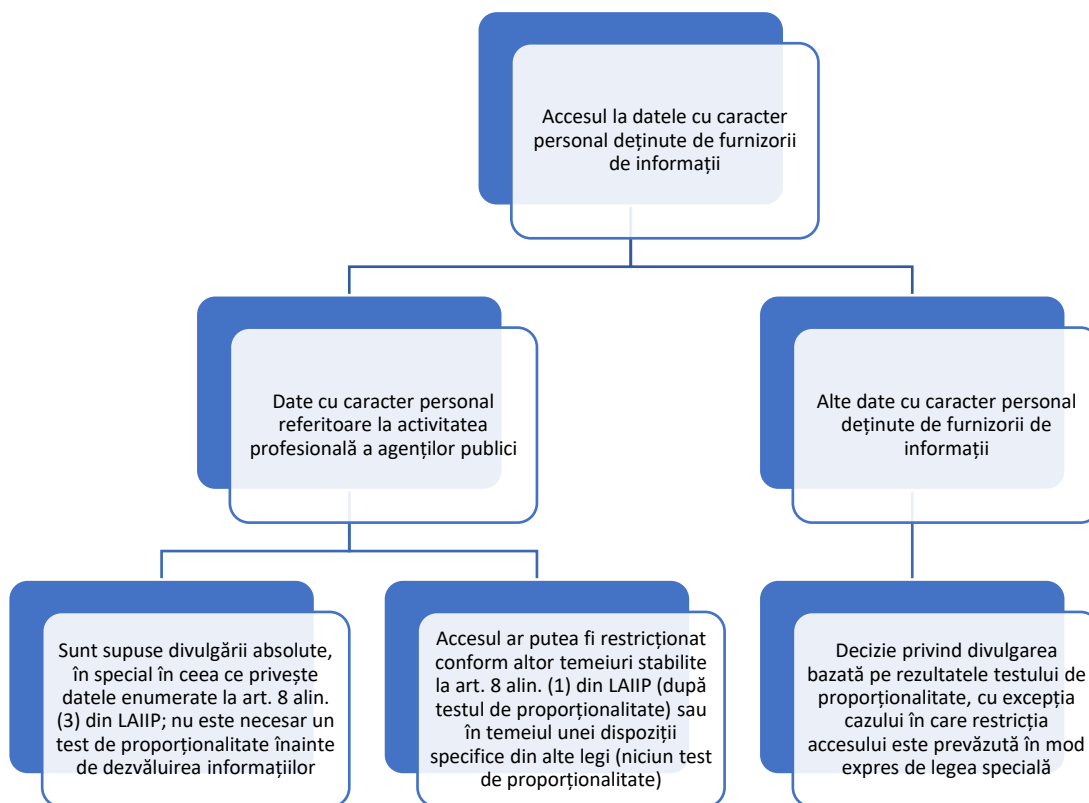 Accesul la datele cu caracter
personal deținute de furnizorii
de informații
Date cu caracter personal
referitoare la activitatea
profesională a agenților publici
Alte date cu caracter personal
deținute de furnizorii de
informații
Sunt supuse divulgării absolute,
în special în ceea ce privește
datele enumerate la art. 8 alin.
(3) din LAIIP; nu este necesar un
test de proporționalitate înainte
de dezvăluirea informațiilor
Accesul ar putea fi restricționat
conform altor temeiuri stabilite
la art. 8 alin. (1) din LAIIP (după
testul de proporționalitate) sau
în temeiul unei dispoziții
specifice din alte legi (niciun test
de proporționalitate)
Decizie privind divulgarea
bazată pe rezultatele testului de
proporționalitate, cu excepția
cazului în care restricția
accesului este prevăzută în mod
expres de legea specială